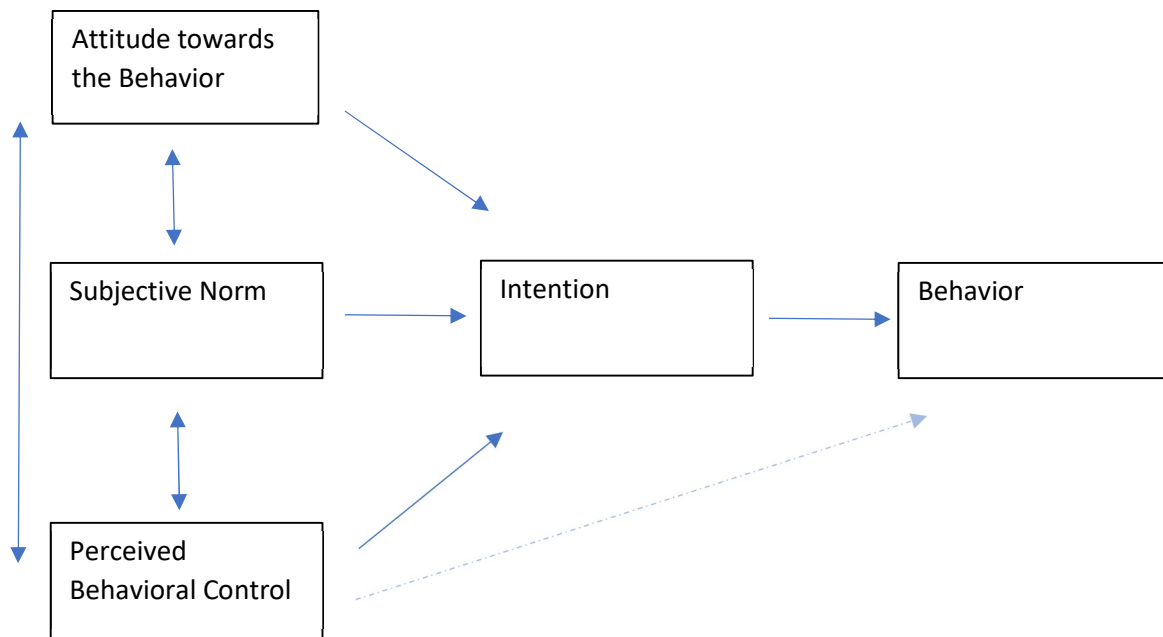 Attitude towards
the Behavior
Subjective Norm
Intention
Behavior
Perceived
Behavioral Control